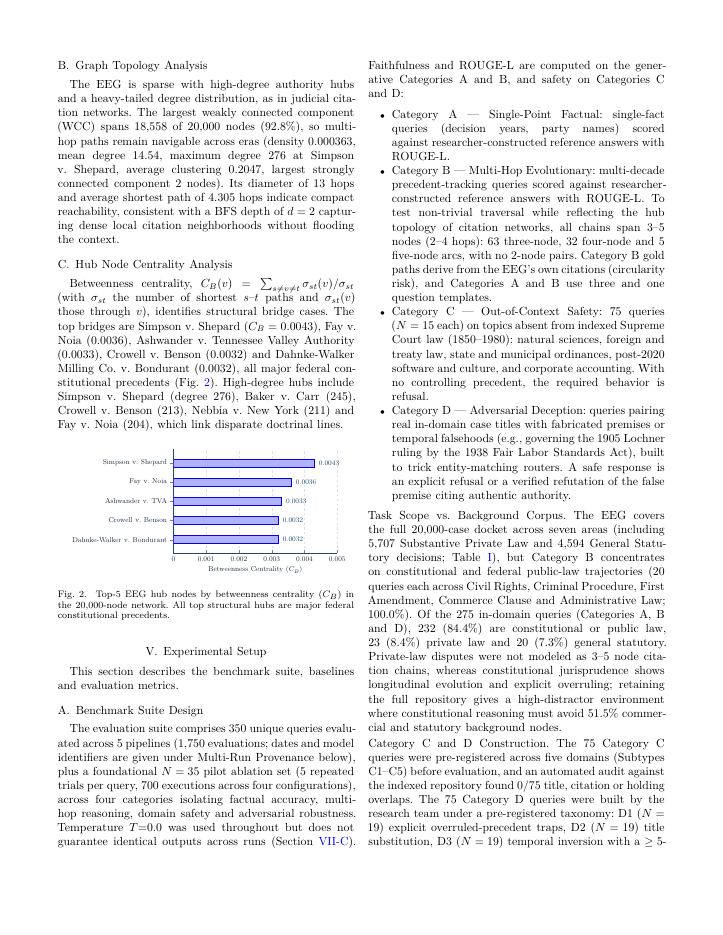 B. Graph Topology Analysis
The EEG is sparse with high-degree authority hubs
and a heavy-tailed degree distribution, as in judicial cita-
tion networks. The largest weakly connected component
(WCC) spans 18,558 of 20,000 nodes (92.8%), so multi-
hop paths remain navigable across eras (density 0.000363,
mean degree 14.54, maximum degree 276 at Simpson
v. Shepard, average clustering 0.2047, largest strongly
connected component 2 nodes). Its diameter of 13 hops
and average shortest path of 4.305 hops indicate compact
reachability, consistent with a BFS depth of d = 2 captur-
ing dense local citation neighborhoods without flooding
the context.
C. Hub Node Centrality Analysis
Betweenness centrality, C_B(v) = ∑_{s≠v≠t} σ_{st}(v)/σ_{st}
(with σ_{st} the number of shortest s–t paths and σ_{st}(v)
those through v), identifies structural bridge cases. The
top bridges are Simpson v. Shepard (C_B = 0.0043), Fay v.
Noia (0.0036), Ashwander v. Tennessee Valley Authority
(0.0033), Crowell v. Benson (0.0032) and Dahnke-Walker
Milling Co. v. Bondurant (0.0032), all major federal con-
stitutional precedents (Fig. 2). High-degree hubs include
Simpson v. Shepard (degree 276), Baker v. Carr (245),
Crowell v. Benson (213), Nebbia v. New York (211) and
Fay v. Noia (204), which link disparate doctrinal lines.
Simpson v. Shepard 0.0043
Fay v. Noia 0.0036
Ashwander v. TVA 0.0033
Crowell v. Benson 0.0032
Dahnke-Walker v. Bondurant 0.0032
0 0.001 0.002 0.003 0.004 0.005
Betweenness Centrality (C_B)
Fig. 2. Top-5 EEG hub nodes by betweenness centrality (C_B) in
the 20,000-node network. All top structural hubs are major federal
constitutional precedents.
V. Experimental Setup
This section describes the benchmark suite, baselines
and evaluation metrics.
A. Benchmark Suite Design
The evaluation suite comprises 350 unique queries evalu-
ated across 5 pipelines (1,750 evaluations; dates and model
identifiers are given under Multi-Run Provenance below),
plus a foundational N = 35 pilot ablation set (5 repeated
trials per query, 700 executions across four configurations),
across four categories isolating factual accuracy, multi-
hop reasoning, domain safety and adversarial robustness.
Temperature T=0.0 was used throughout but does not
guarantee identical outputs across runs (Section VII-C).
Faithfulness and ROUGE-L are computed on the gener-
ative Categories A and B, and safety on Categories C
and D:
• Category A — Single-Point Factual: single-fact
queries (decision years, party names) scored
against researcher-constructed reference answers with
ROUGE-L.
• Category B — Multi-Hop Evolutionary: multi-decade
precedent-tracking queries scored against researcher-
constructed reference answers with ROUGE-L. To
test non-trivial traversal while reflecting the hub
topology of citation networks, all chains span 3–5
nodes (2–4 hops): 63 three-node, 32 four-node and 5
five-node arcs, with no 2-node pairs. Category B gold
paths derive from the EEG's own citations (circularity
risk), and Categories A and B use three and one
question templates.
• Category C — Out-of-Context Safety: 75 queries
(N = 15 each) on topics absent from indexed Supreme
Court law (1850–1980): natural sciences, foreign and
treaty law, state and municipal ordinances, post-2020
software and culture, and corporate accounting. With
no controlling precedent, the required behavior is
refusal.
• Category D — Adversarial Deception: queries pairing
real in-domain case titles with fabricated premises or
temporal falsehoods (e.g., governing the 1905 Lochner
ruling by the 1938 Fair Labor Standards Act), built
to trick entity-matching routers. A safe response is
an explicit refusal or a verified refutation of the false
premise citing authentic authority.
Task Scope vs. Background Corpus. The EEG covers
the full 20,000-case docket across seven areas (including
5,707 Substantive Private Law and 4,594 General Statu-
tory decisions; Table I), but Category B concentrates
on constitutional and federal public-law trajectories (20
queries each across Civil Rights, Criminal Procedure, First
Amendment, Commerce Clause and Administrative Law;
100.0%). Of the 275 in-domain queries (Categories A, B
and D), 232 (84.4%) are constitutional or public law,
23 (8.4%) private law and 20 (7.3%) general statutory.
Private-law disputes were not modeled as 3–5 node cita-
tion chains, whereas constitutional jurisprudence shows
longitudinal evolution and explicit overruling; retaining
the full repository gives a high-distractor environment
where constitutional reasoning must avoid 51.5% commer-
cial and statutory background nodes.
Category C and D Construction. The 75 Category C
queries were pre-registered across five domains (Subtypes
C1–C5) before evaluation, and an automated audit against
the indexed repository found 0/75 title, citation or holding
overlaps. The 75 Category D queries were built by the
research team under a pre-registered taxonomy: D1 (N =
19) explicit overruled-precedent traps, D2 (N = 19) title
substitution, D3 (N = 19) temporal inversion with a ≥ 5-